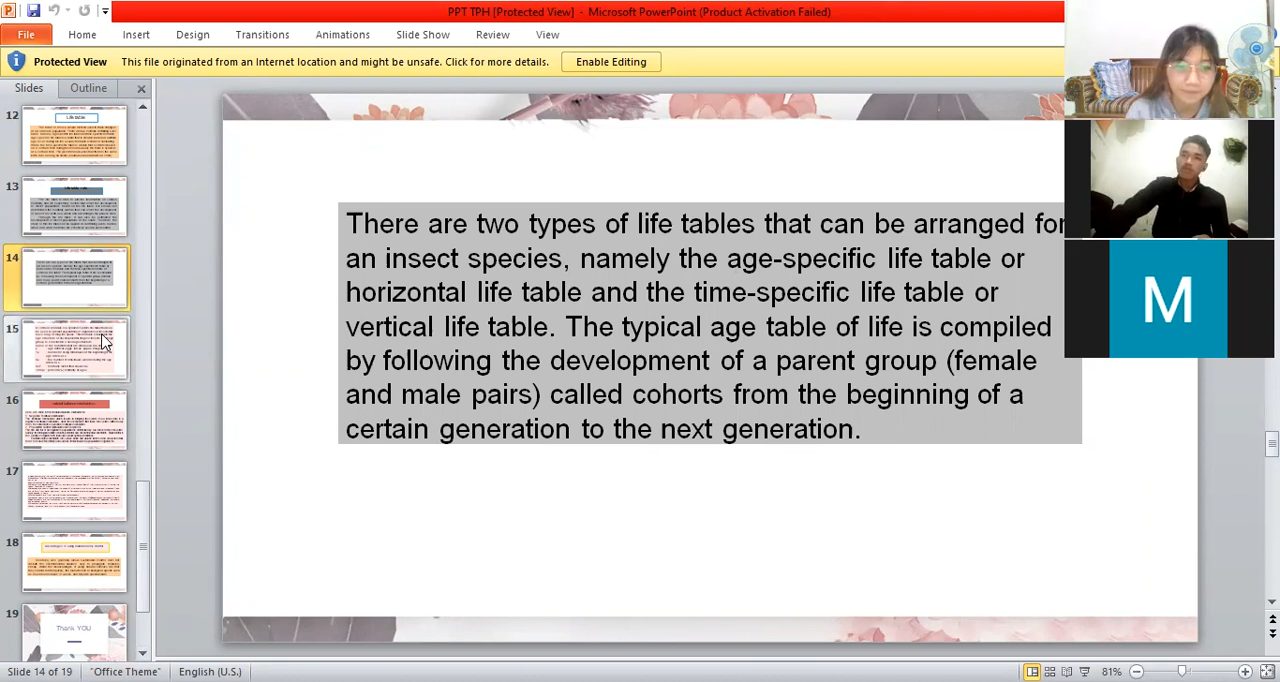 PPT TPH [Protected View] - Microsoft PowerPoint (Product Activation Failed)
File Home Insert Design Transitions Animations Slide Show Review View
Protected View This file originated from an Internet location and might be unsafe. Click for more details. Enable Editing
Slides Outline
12
13
14
15
16
17
18
19
Thank YOU
There are two types of life tables that can be arranged for
an insect species, namely the age-specific life table or
horizontal life table and the time-specific life table or
vertical life table. The typical age table of life is compiled
by following the development of a parent group (female
and male pairs) called cohorts from the beginning of a
certain generation to the next generation.
M
Slide 14 of 19 "Office Theme" English (U.S.) 81%